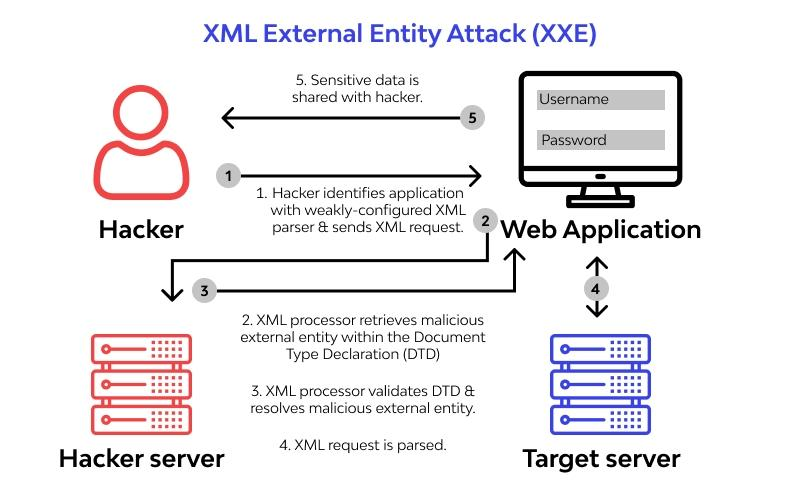 XML External Entity Attack (XXE)
5. Sensitive data is
shared with hacker.
5
Username
Password
1
1. Hacker identifies application
with weakly-configured XML
parser & sends XML request.
2
Hacker
Web Application
3
4
2. XML processor retrieves malicious
external entity within the Document
Type Declaration (DTD)
3. XML processor validates DTD &
resolves malicious external entity.
4. XML request is parsed.
Hacker server
Target server